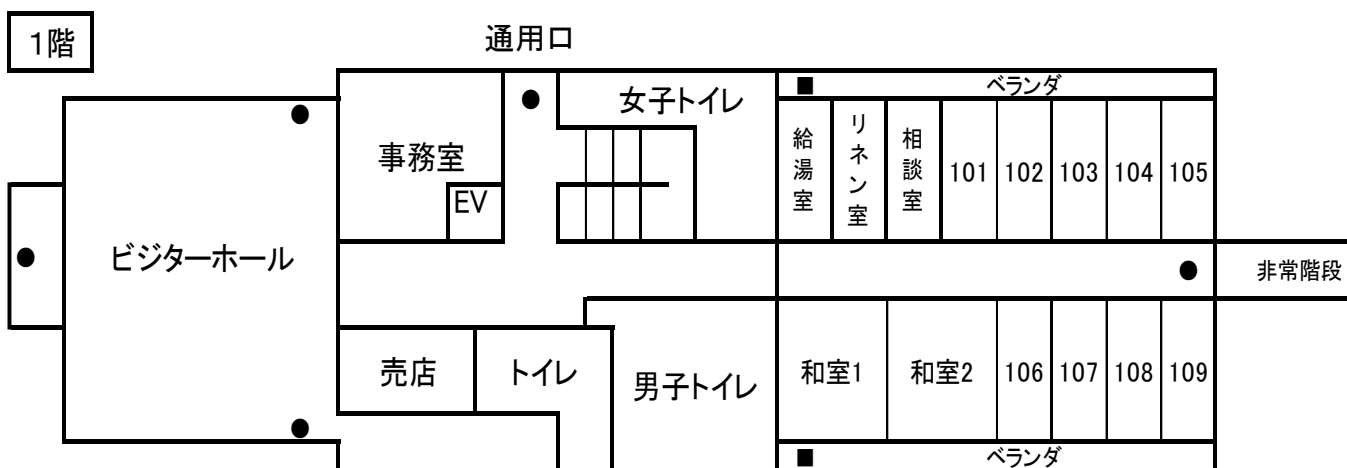 1階
通用口
ベランダ
女子トイレ
事務室
EV
給湯室
リネン室
相談室
101
102
103
104
105
ビジターホール
非常階段
売店
トイレ
男子トイレ
和室1
和室2
106
107
108
109
ベランダ